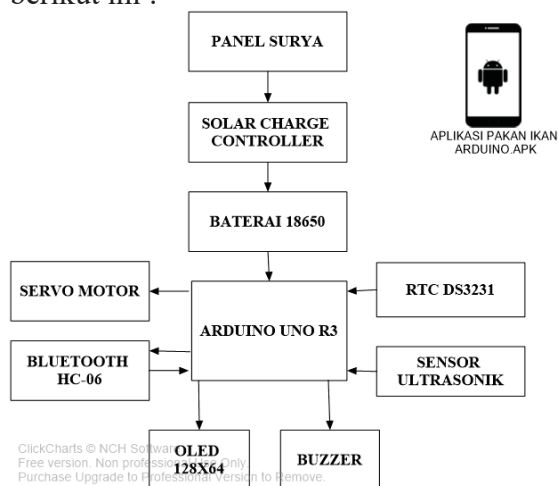 berikut ini :
PANEL SURYA
APLIKASI PAKAN IKAN
ARDUINO.APK
SOLAR CHARGE
CONTROLLER
BATERAI 18650
SERVO MOTOR
ARDUINO UNO R3
RTC DS3231
BLUETOOTH
HC-06
SENSOR
ULTRASONIK
OLED
128X64
BUZZER
ClickCharts © NCH Software
Free version. Non professional Use Only.
Purchase Upgrade to Professional Version to Remove.